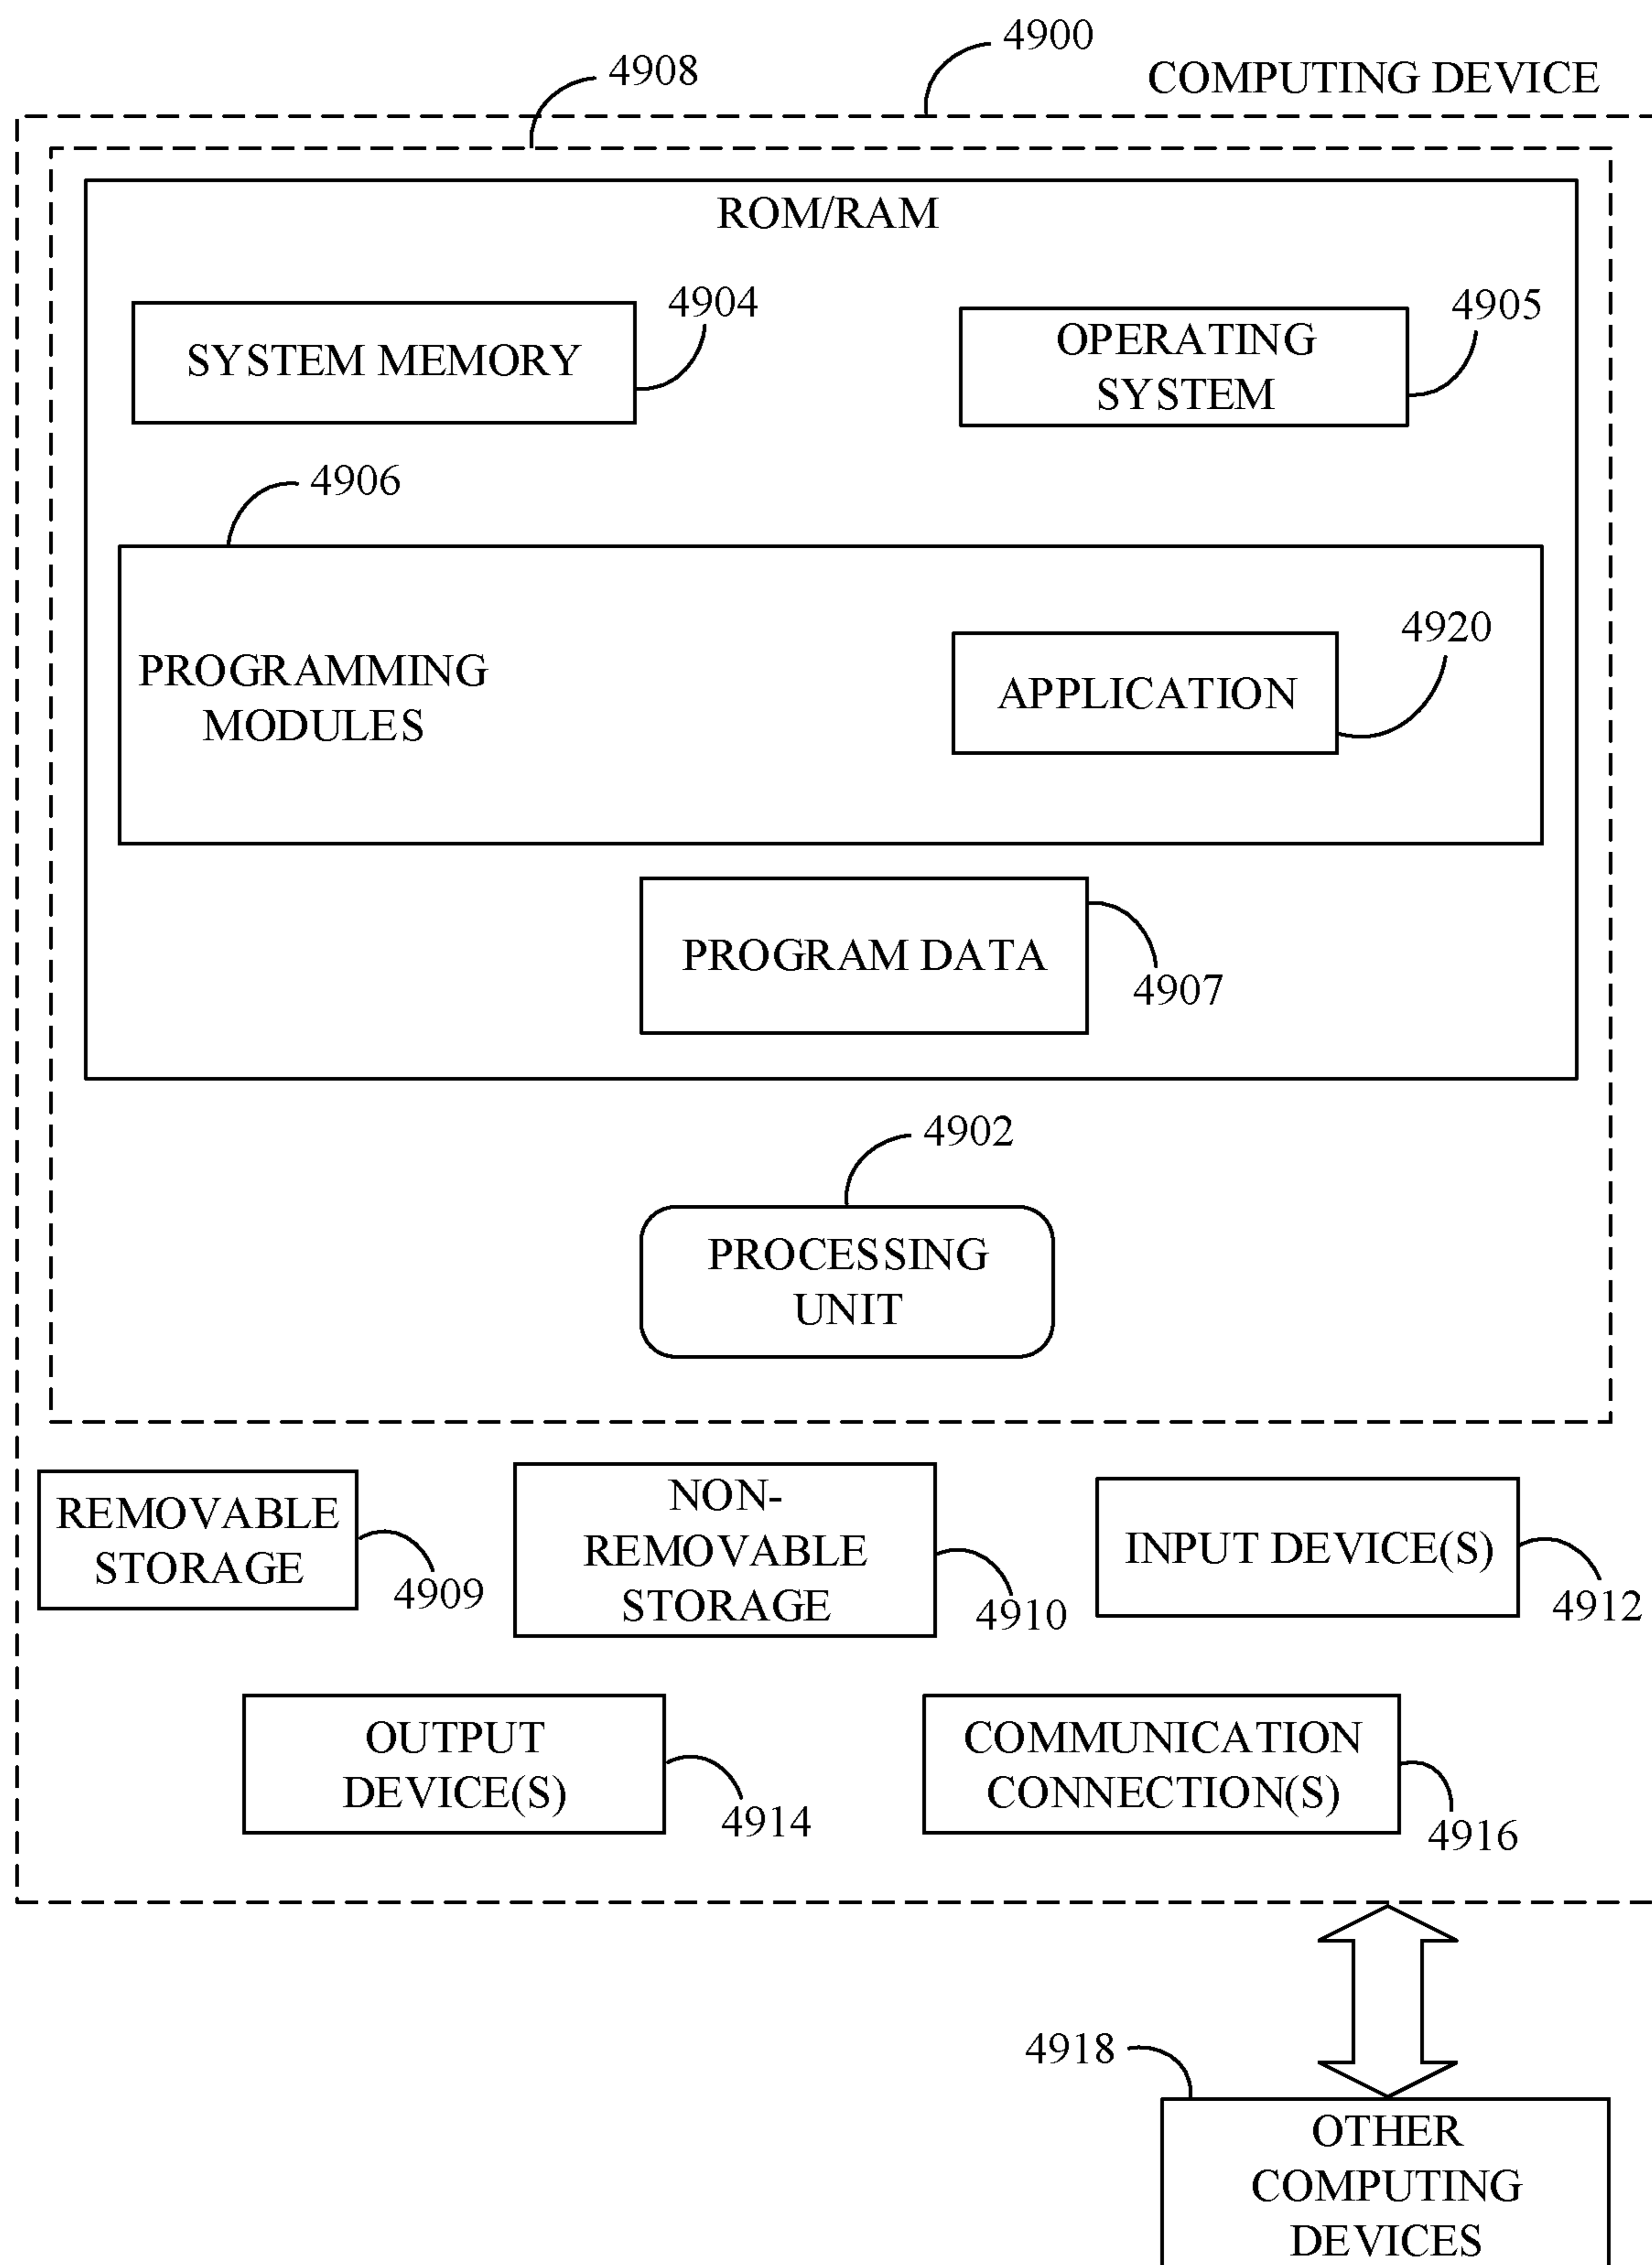 4900
4908
COMPUTING DEVICE
ROM/RAM
4904
4905
SYSTEM MEMORY
OPERATING
SYSTEM
4906
4920
PROGRAMMING
MODULES
APPLICATION
PROGRAM DATA
4907
4902
PROCESSING
UNIT
REMOVABLE
STORAGE
4909
NON-
REMOVABLE
STORAGE
4910
INPUT DEVICE(S)
4912
OUTPUT
DEVICE(S)
4914
COMMUNICATION
CONNECTION(S)
4916
4918
OTHER
COMPUTING
DEVICES